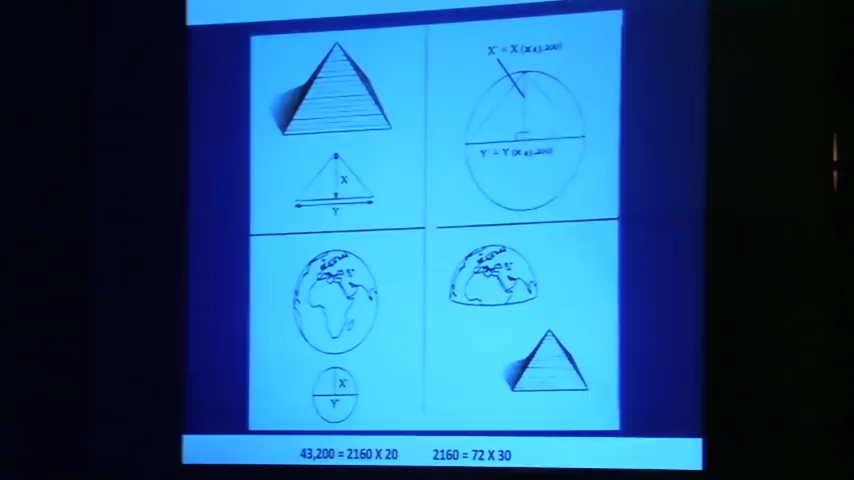 X' = X (x 43,200)
Y' = Y (x 43,200)
X
Y
X'
Y'
43,200 = 2160 X 20 2160 = 72 X 30